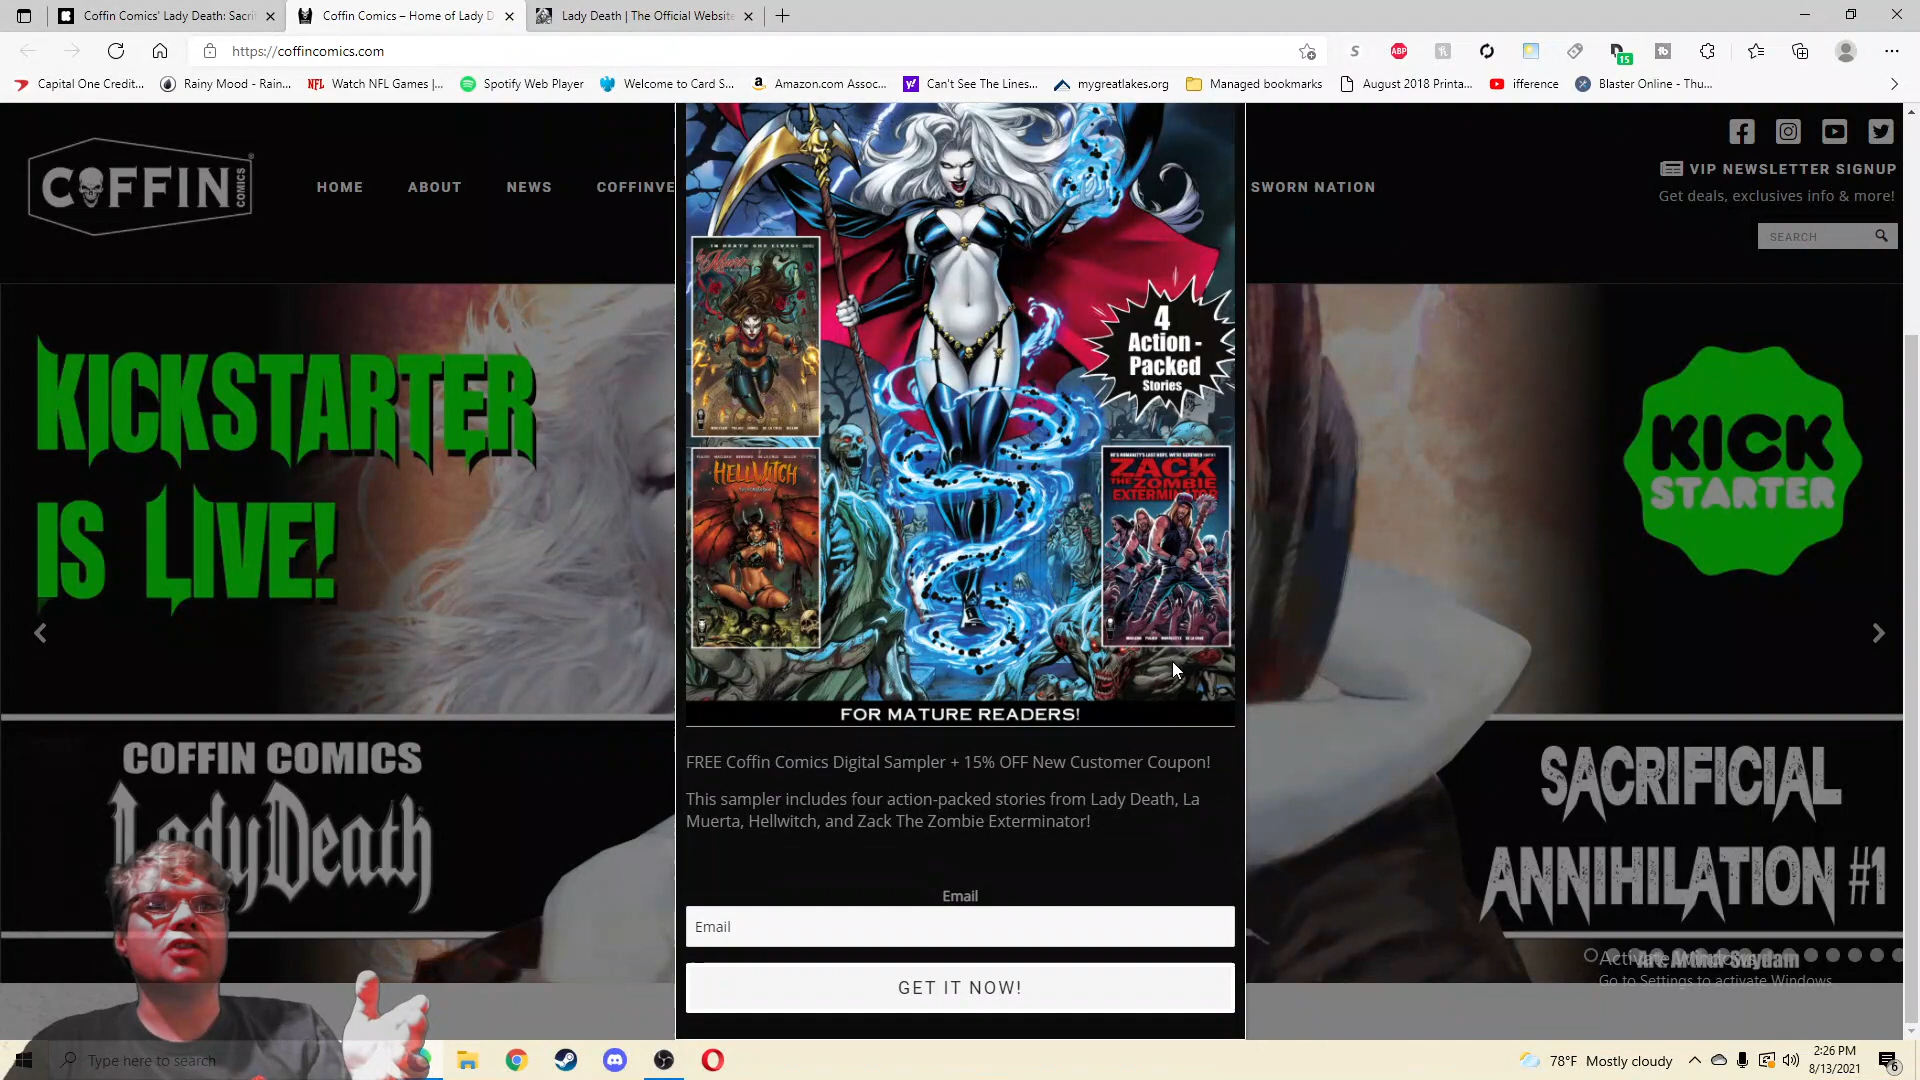 Coffin Comics' Lady Death: Sacri
Coffin Comics – Home of Lady D
Lady Death | The Official Website
https://coffincomics.com
ABP
15
Capital One Credit...
Rainy Mood - Rain...
NFL Watch NFL Games |...
Spotify Web Player
Welcome to Card S...
Amazon.com Assoc...
Can't See The Lines...
mygreatlakes.org
Managed bookmarks
August 2018 Printa...
ifference
Blaster Online - Thu...
COFFIN COMICS
HOME
ABOUT
NEWS
COFFINVE
SWORN NATION
VIP NEWSLETTER SIGNUP
Get deals, exclusives info & more!
SEARCH
KICKSTARTER
IS LIVE!
KICK
STARTER
4
Action -
Packed
Stories
HELLWITCH
ZACK
THE ZOMBIE
EXTERMINATOR
FOR MATURE READERS!
FREE Coffin Comics Digital Sampler + 15% OFF New Customer Coupon!
This sampler includes four action-packed stories from Lady Death, La
Muerta, Hellwitch, and Zack The Zombie Exterminator!
Email
Email
GET IT NOW!
COFFIN COMICS
Lady Death
SACRIFICIAL
ANNIHILATION #1
Activate Windows
Go to Settings to activate Windows.
Type here to search
78°F Mostly cloudy
2:26 PM
8/13/2021
6